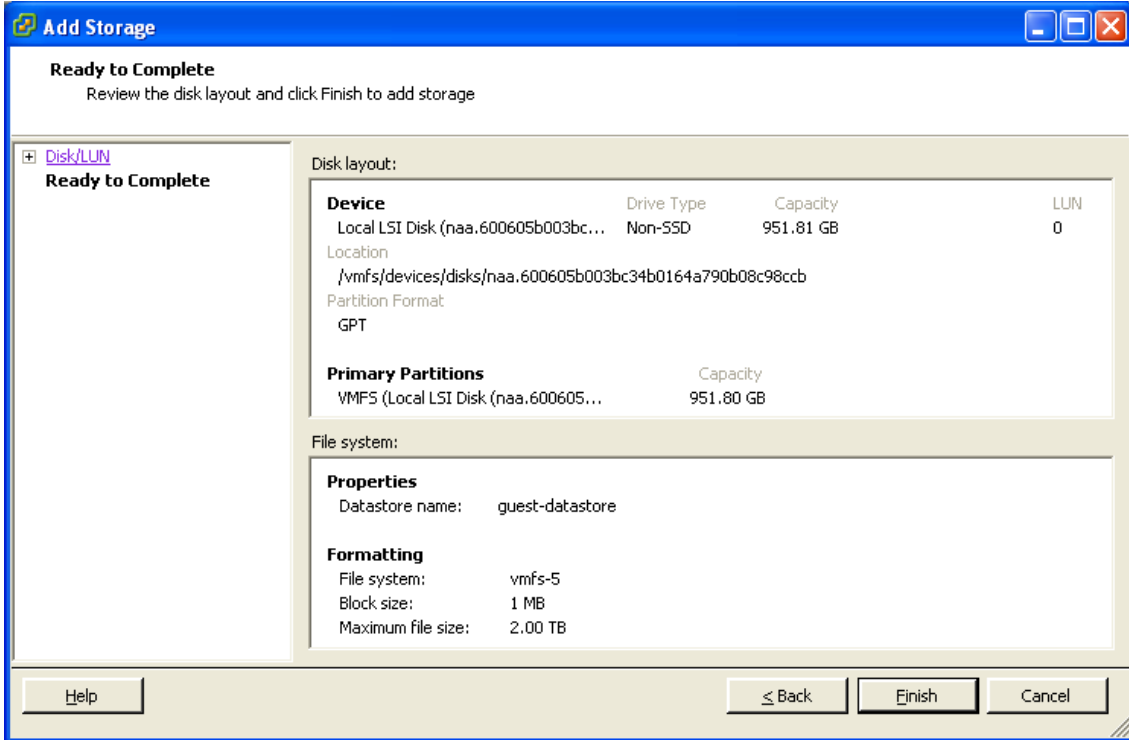 Add Storage
Ready to Complete
Review the disk layout and click Finish to add storage
Disk/LUN
Ready to Complete
Disk layout:
Device Drive Type Capacity LUN
Local LSI Disk (naa.600605b003bc... Non-SSD 951.81 GB 0
Location
/vmfs/devices/disks/naa.600605b003bc34b0164a790b08c98ccb
Partition Format
GPT
Primary Partitions Capacity
VMFS (Local LSI Disk (naa.600605... 951.80 GB
File system:
Properties
Datastore name: guest-datastore
Formatting
File system: vmfs-5
Block size: 1 MB
Maximum file size: 2.00 TB
Help < Back Finish Cancel